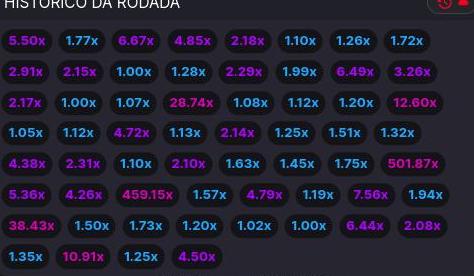 HISTÓRICO DA RODADA
5.50x 1.77x 6.67x 4.85x 2.18x 1.10x 1.26x 1.72x
2.91x 2.15x 1.00x 1.28x 2.29x 1.99x 6.49x 3.26x
2.17x 1.00x 1.07x 28.74x 1.08x 1.12x 1.20x 12.60x
1.05x 1.12x 4.72x 1.13x 2.14x 1.25x 1.51x 1.32x
4.38x 2.31x 1.10x 2.10x 1.63x 1.45x 1.75x 501.87x
5.36x 4.26x 459.15x 1.57x 4.79x 1.19x 7.56x 1.94x
38.43x 1.50x 1.73x 1.20x 1.02x 1.00x 6.44x 2.08x
1.35x 10.91x 1.25x 4.50x